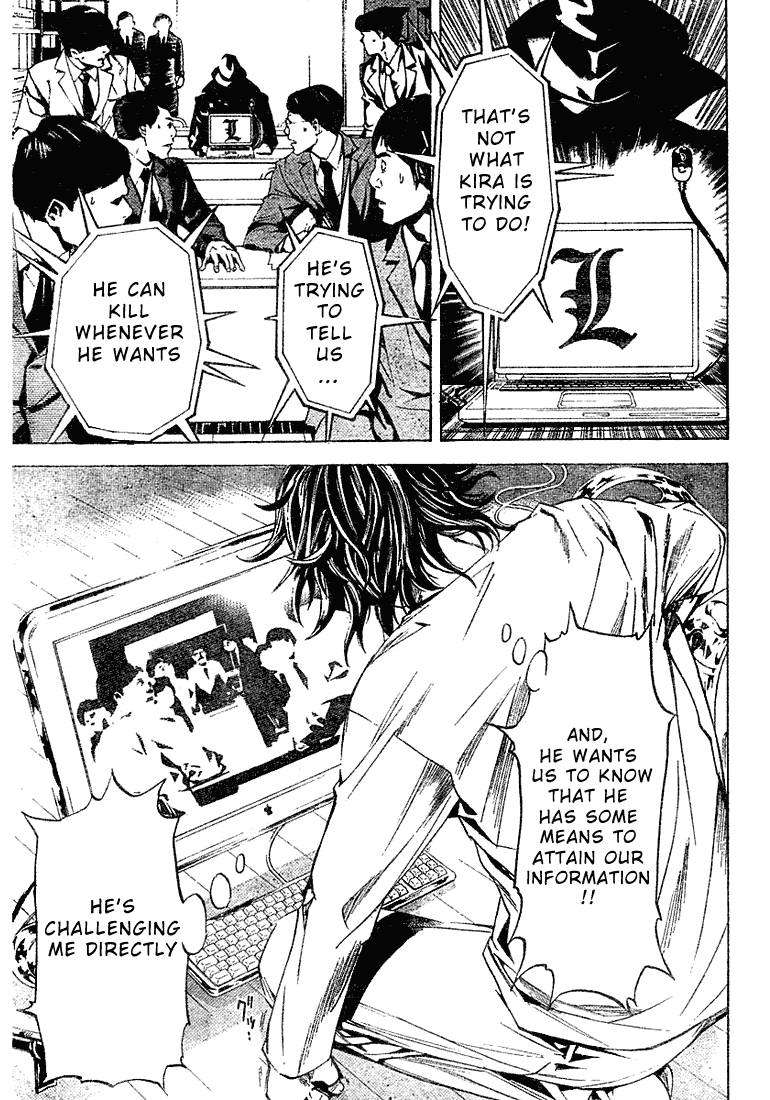 THAT'S
NOT
WHAT
KIRA IS
TRYING
TO DO!
L
L
HE'S
TRYING
TO
TELL
US
...
HE CAN
KILL
WHENEVER
HE WANTS
AND,
HE WANTS
US TO KNOW
THAT HE
HAS SOME
MEANS TO
ATTAIN OUR
INFORMATION
!!
HE'S
CHALLENGING
ME DIRECTLY
グッ